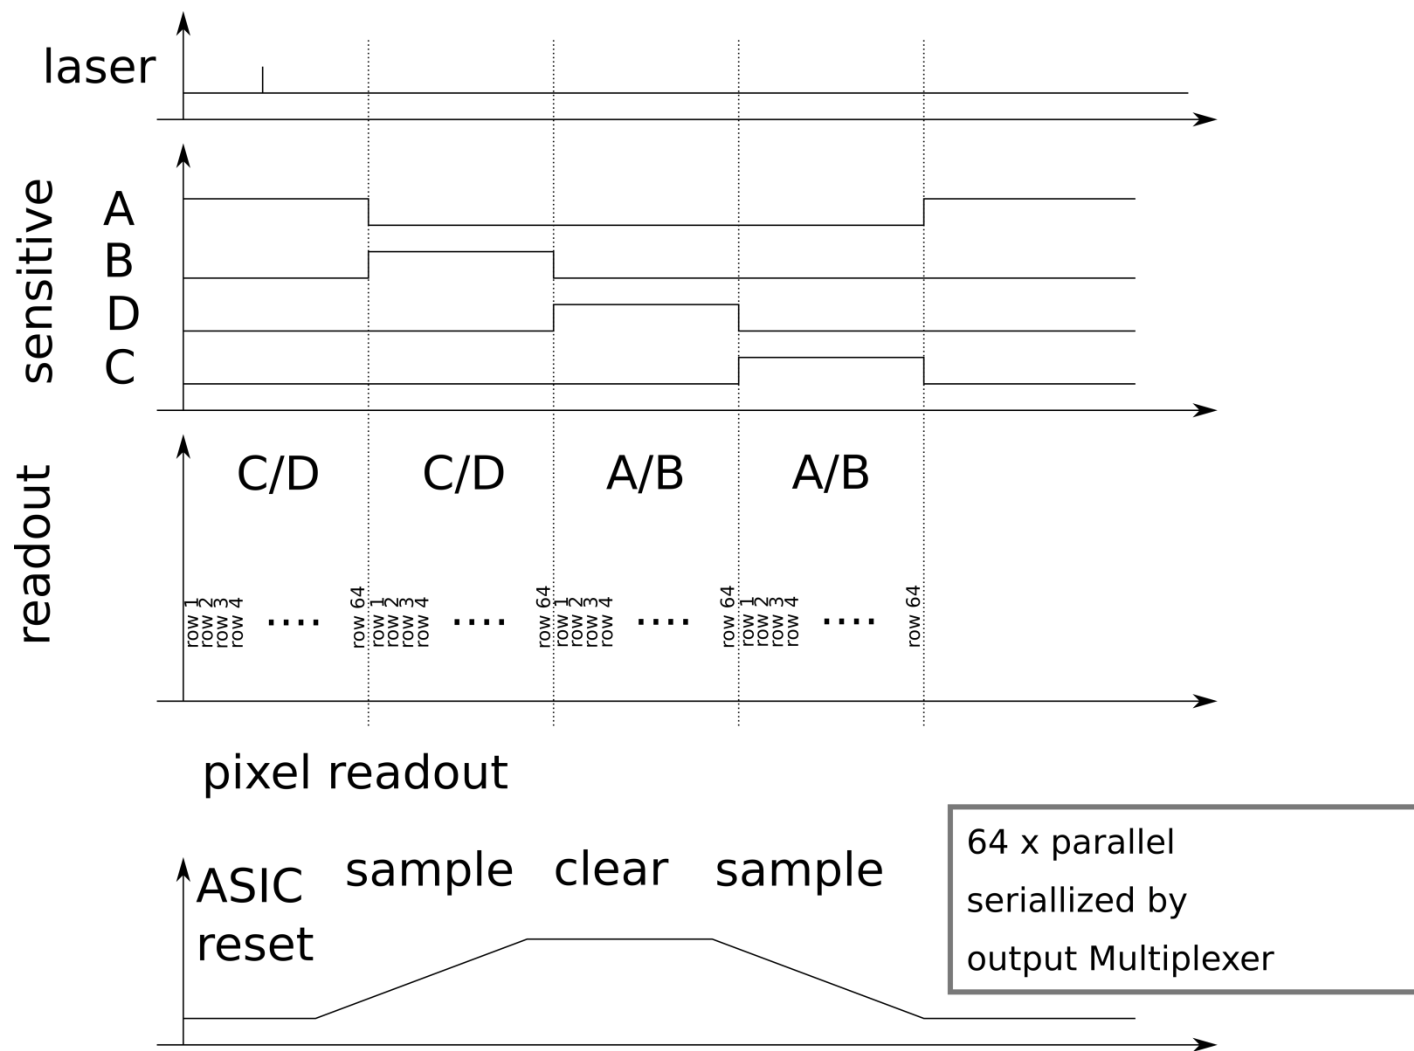 laser
sensitive
A
B
D
C
readout
C/D C/D A/B A/B
row 1 row 2 row 3 row 4 .... row 64 row 1 row 2 row 3 row 4 .... row 64 row 1 row 2 row 3 row 4 .... row 64 row 1 row 2 row 3 row 4 .... row 64
pixel readout
ASIC
reset
sample
clear
sample
64 x parallel
seriallized by
output Multiplexer